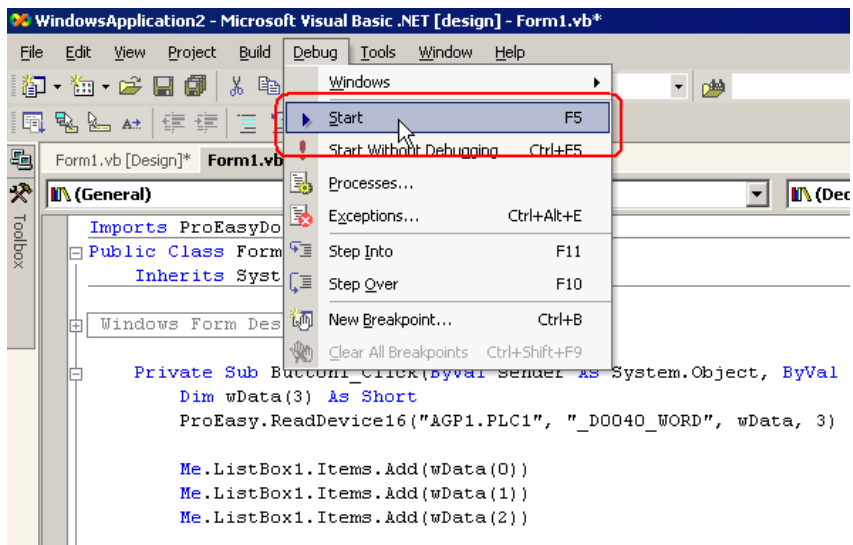 WindowsApplication2 - Microsoft Visual Basic .NET [design] - Form1.vb*
File Edit View Project Build Debug Tools Window Help
Windows
Start F5
Start Without Debugging Ctrl+F5
Form1.vb [Design]* Form1.vb
Processes...
(General) (Dec
Exceptions... Ctrl+Alt+E
Toolbox
Imports ProEasyDo
Public Class Form
Step Into F11
Inherits Syst
Step Over F10
Windows Form Des
New Breakpoint... Ctrl+B
Clear All Breakpoints Ctrl+Shift+F9
Private Sub Button1_Click(ByVal sender As System.Object, ByVal
Dim wData(3) As Short
ProEasy.ReadDevice16("AGP1.PLC1", "_D0040_WORD", wData, 3)
Me.ListBox1.Items.Add(wData(0))
Me.ListBox1.Items.Add(wData(1))
Me.ListBox1.Items.Add(wData(2))